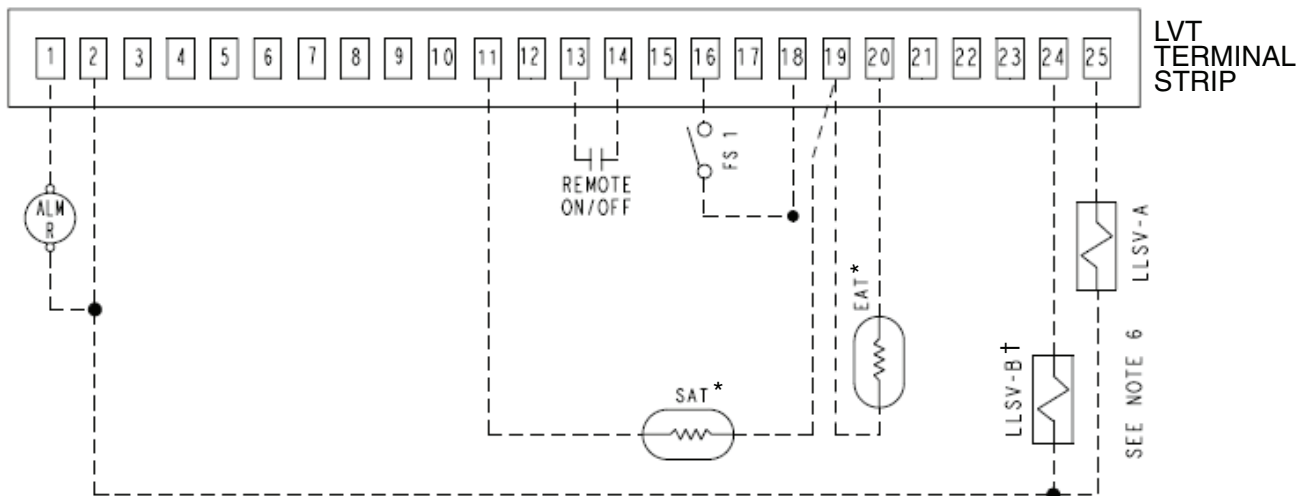 1 2 3 4 5 6 7 8 9 10 11 12 13 14 15 16 17 18 19 20 21 22 23 24 25
LVT
TERMINAL
STRIP
ALM
R
REMOTE
ON/OFF
FS 1
SAT*
EAT*
LLSV-B†
LLSV-A
SEE NOTE 6